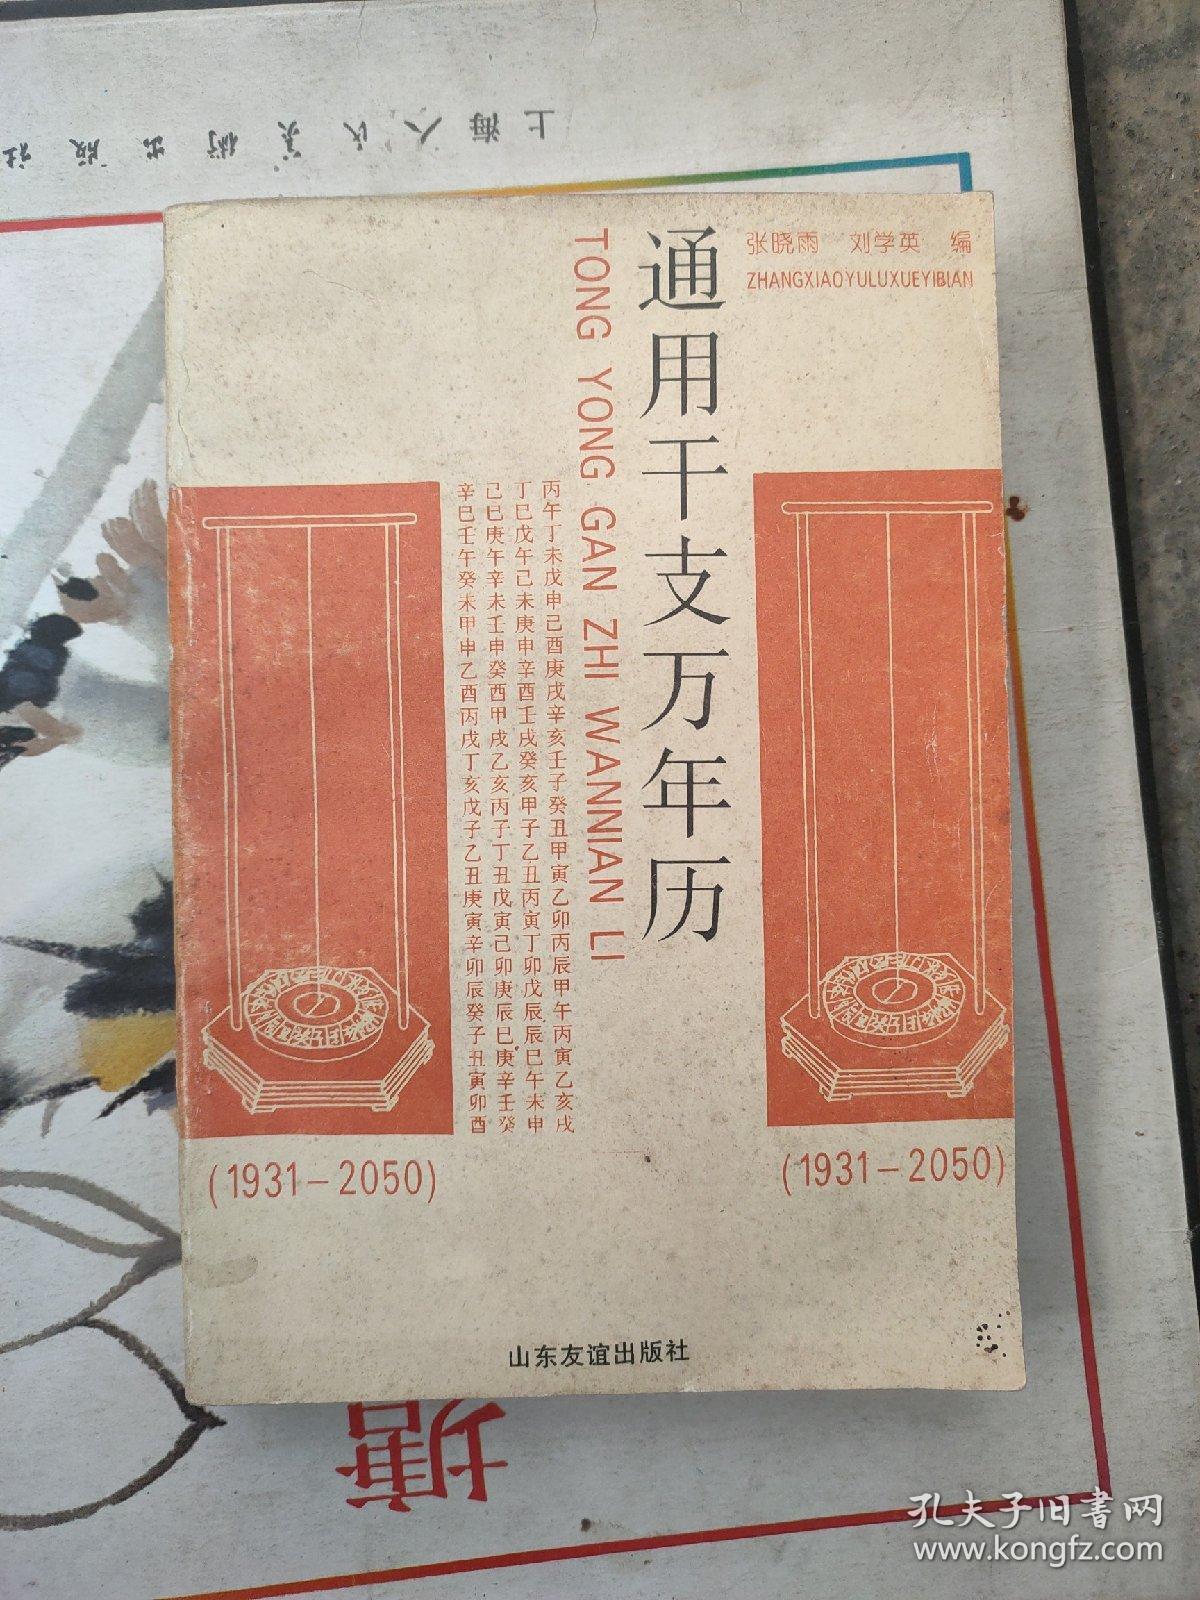 上海人民美術出版社
张晓雨 刘学英 编
ZHANGXIAOYULUXUEYIBIAN
通用干支万年历
TONG YONG GAN ZHI WANNIAN LI
丙午丁未戊申己酉庚戌辛亥壬子癸丑甲寅乙卯丙辰甲午丙寅乙亥戌
丁巳戊午己未庚申辛酉壬戌癸亥甲子乙丑丙寅丁卯戊辰辰巳午未申
己巳庚午辛未壬申癸酉甲戌乙亥丙子丁丑戊寅己卯庚辰巳庚辛壬癸
辛巳壬午癸未甲申乙酉丙戌丁亥戊子乙丑庚寅辛卯辰癸子丑寅卯酉
(1931－2050)
(1931－2050)
山东友谊出版社
塘
孔夫子旧书网
www.kongfz.com